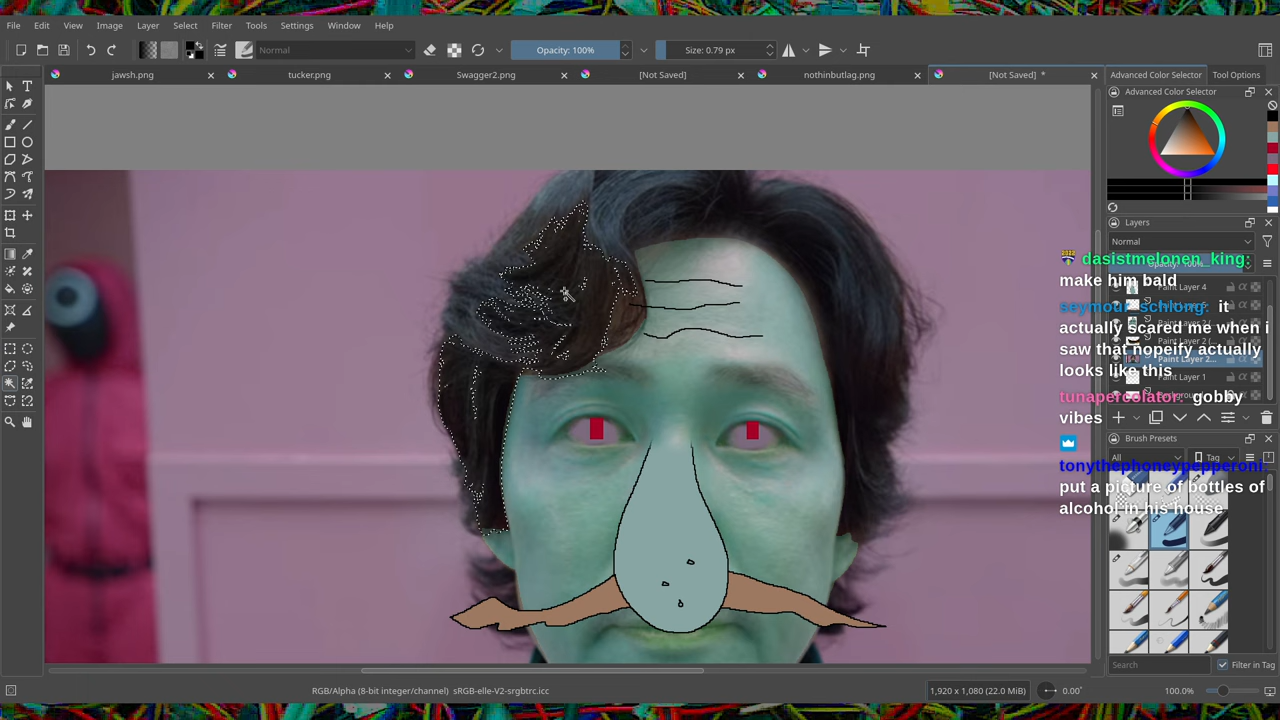 File Edit View Image Layer Select Filter Tools Settings Window Help
Normal Opacity: 100% Size: 0.79 px
jawsh.png tucker.png Swagger2.png [Not Saved] nothinbutlag.png [Not Saved] * Advanced Color Selector Tool Options
Advanced Color Selector
Layers
Normal
Opacity: 100%
dasistmelonen_king:
make him bald
Paint Layer 4
seymour_schlong: it
actually scared me when i
saw that nopeify actually
looks like this
Paint Layer 2...
Paint Layer 1
tunapercolator: gobby
vibes
Brush Presets
All Tag
tonythephoneypepperoni:
put a picture of bottles of
alcohol in his house
Search Filter in Tag
RGB/Alpha (8-bit integer/channel) sRGB-elle-V2-srgbtrc.icc 1,920 x 1,080 (22.0 MiB) 0.00° 100.0%